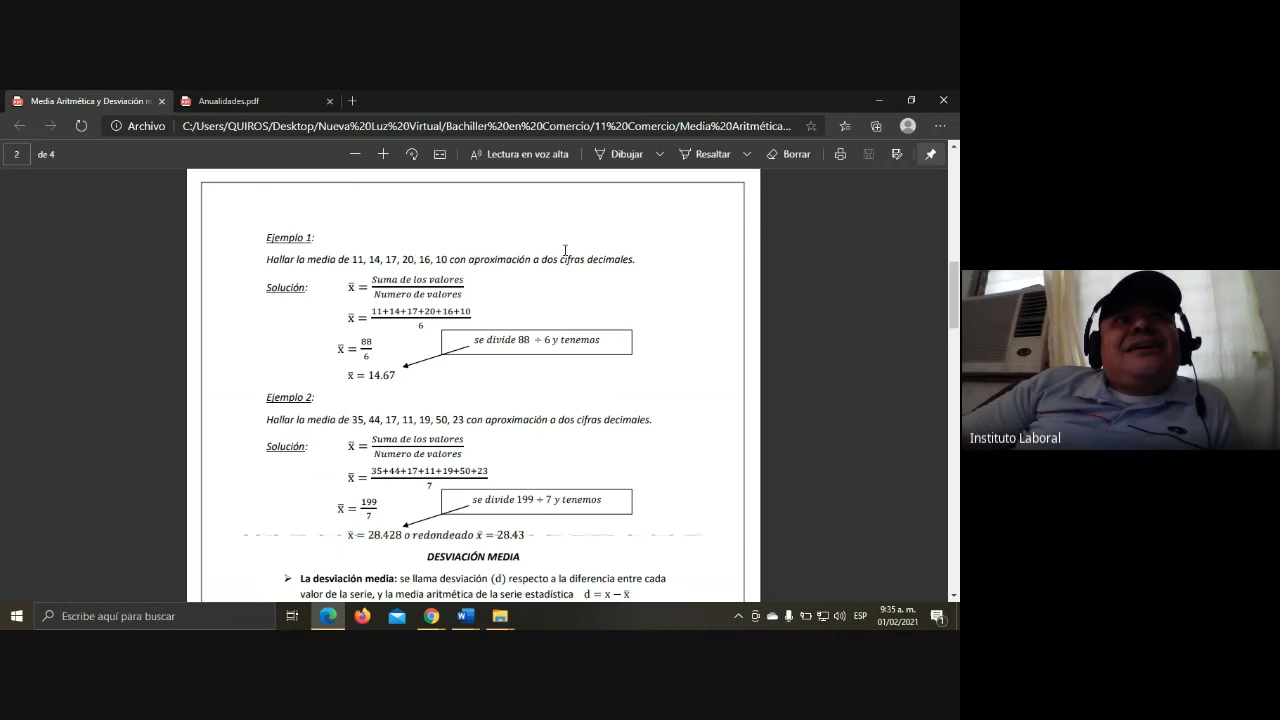 Media Aritmética y Desviación n
Anualidades.pdf
Archivo
C:/Users/QUIROS/Desktop/Nueva%20Luz%20Virtual/Bachiller%20en%20Comercio/11%20Comercio/Media%20Aritmética...
2 de 4
Lectura en voz alta
Dibujar
Resaltar
Borrar
Ejemplo 1:
Hallar la media de 11, 14, 17, 20, 16, 10 con aproximación a dos cifras decimales.
Solución: x̄ = Suma de los valores / Numero de valores
x̄ = 11+14+17+20+16+10 / 6
se divide 88 ÷ 6 y tenemos
x̄ = 88 / 6
x̄ = 14.67
Ejemplo 2:
Hallar la media de 35, 44, 17, 11, 19, 50, 23 con aproximación a dos cifras decimales.
Solución: x̄ = Suma de los valores / Numero de valores
x̄ = 35+44+17+11+19+50+23 / 7
se divide 199 ÷ 7 y tenemos
x̄ = 199 / 7
x̄ = 28.428 o redondeado x̄ = 28.43
DESVIACIÓN MEDIA
➢ La desviación media: se llama desviación (d) respecto a la diferencia entre cada
valor de la serie, y la media aritmética de la serie estadística d = x − x̄
Instituto Laboral
Escribe aquí para buscar
ESP
9:35 a. m.
01/02/2021
1